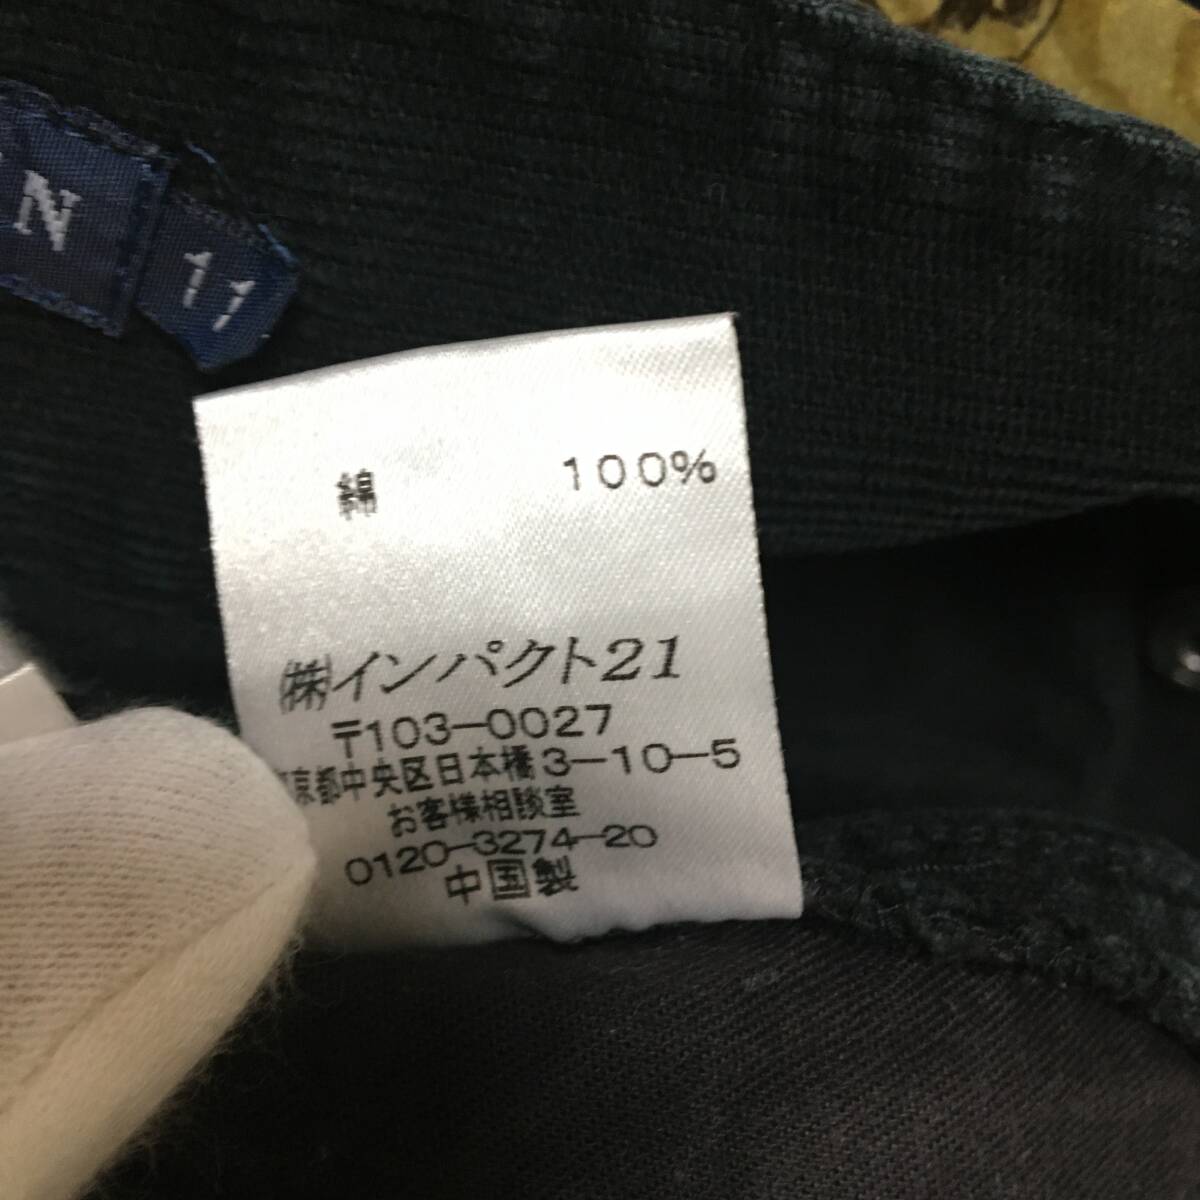 N
11
綿 100%
㈱インパクト21
〒103-0027
京都中央区日本橋3-10-5
お客様相談室
0120-3274-20
中国製